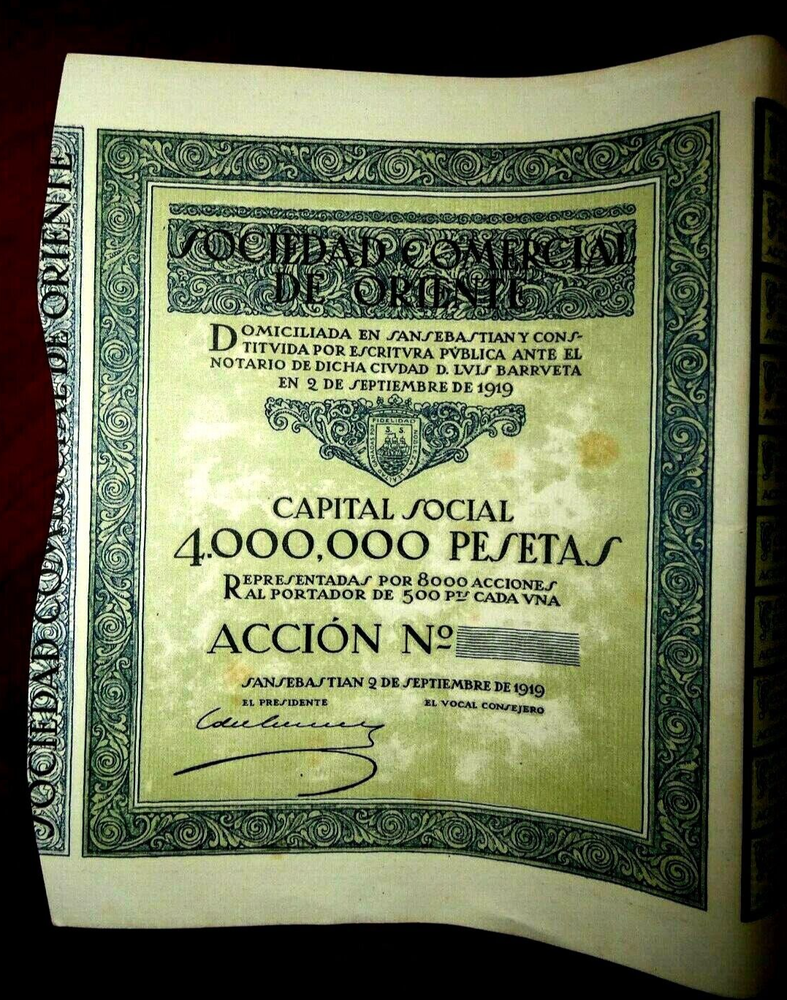 SOCIEDAD COMERCIAL
DE ORIENTE
DOMICILIADA EN SANSEBASTIAN Y CONS-
TITVIDA POR ESCRITVRA PVBLICA ANTE EL
NOTARIO DE DICHA CIVDAD D. LVIS BARRVETA
EN 2 DE SEPTIEMBRE DE 1919
FIDELIDAD
CAPITAL SOCIAL
4.000,000 PESETAS
REPRESENTADAS POR 8000 ACCIONES
AL PORTADOR DE 500 PTS CADA VNA
ACCIÓN Nº
SANSEBASTIAN 2 DE SEPTIEMBRE DE 1919
EL PRESIDENTE
EL VOCAL CONSEJERO
SOCIEDAD COMERCIAL DE ORIENTE